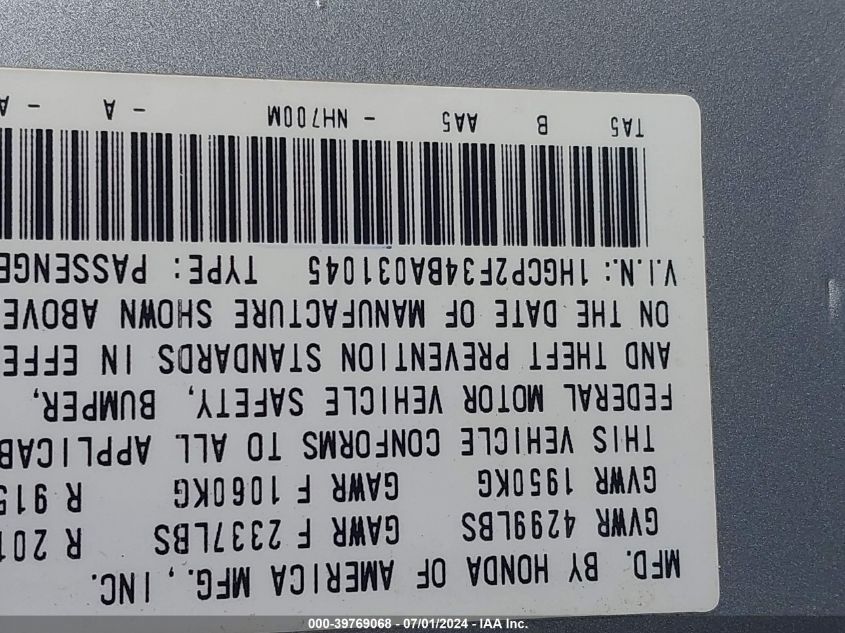 MFD. BY HONDA OF AMERICA MFG., INC.
GVWR 4299LBS GAWR F 2337LBS R 201
GVWR 1950KG GAWR F 1060KG R 915
THIS VEHICLE CONFORMS TO ALL APPLICAB
FEDERAL MOTOR VEHICLE SAFETY, BUMPER,
AND THEFT PREVENTION STANDARDS IN EFFE
ON THE DATE OF MANUFACTURE SHOWN ABOVE
V.I.N.: 1HGCP2F34BA031045 TYPE: PASSENGE
TA5 B AA5 - NH700M - A - A
000-39769068 - 07/01/2024 - IAA Inc.